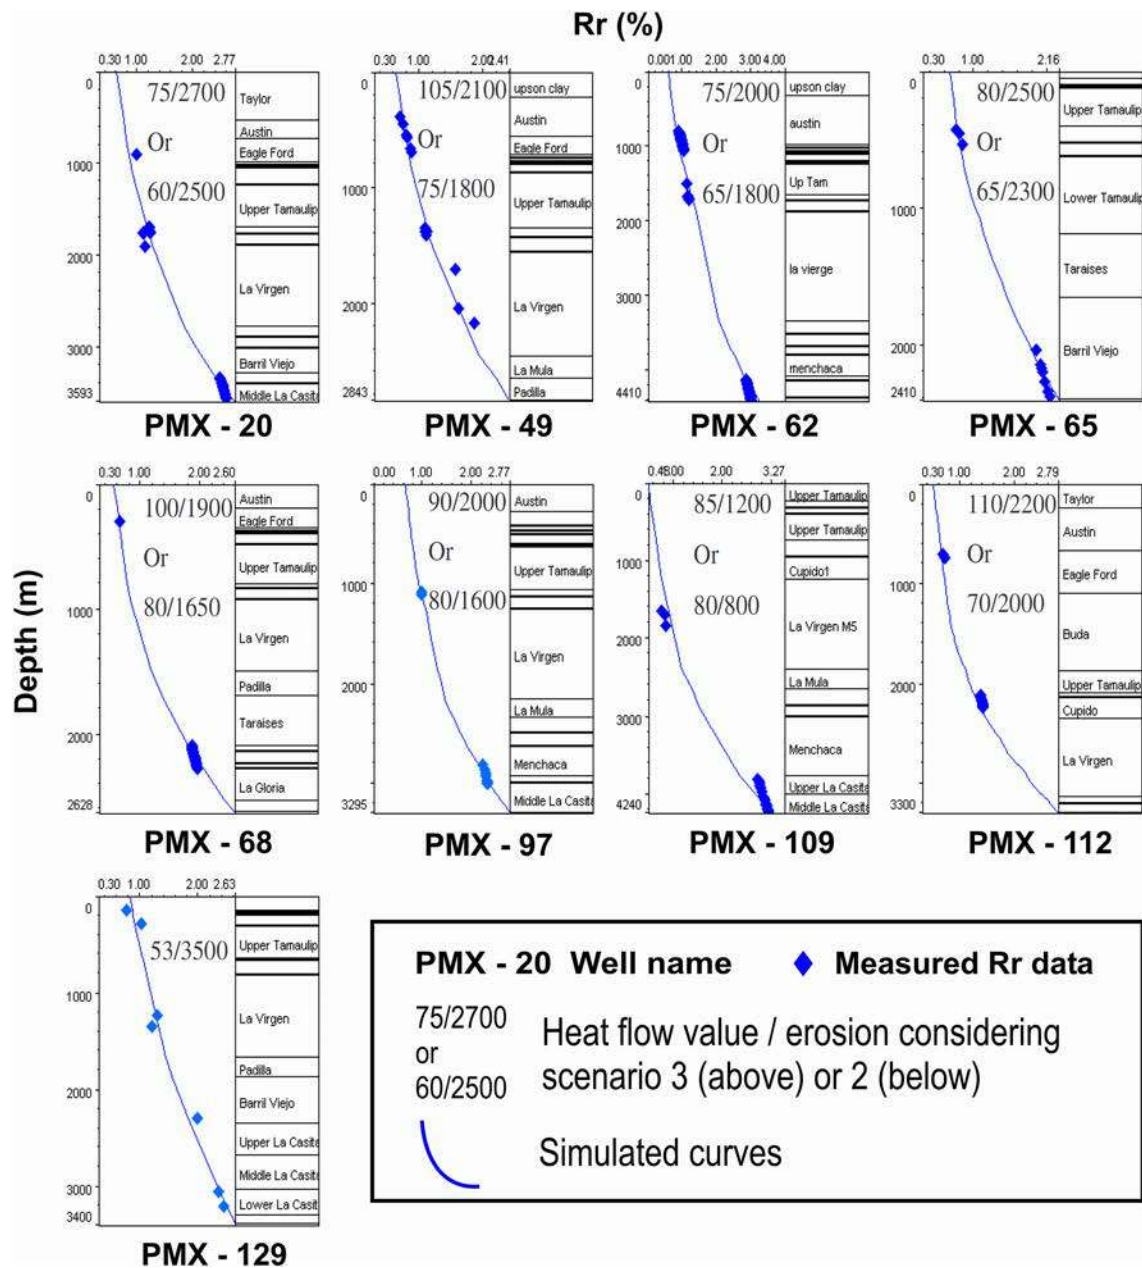 Rr (%)
Depth (m)
0.30 1.00 2.00 2.77
0
1000
2000
3000
3593
75/2700
Or
60/2500
Taylor
Austin
Eagle Ford
Upper Tamaulip
La Virgen
Barril Viejo
Middle La Casita
PMX - 20
0.30 1.00 2.00 2.41
0
1000
2000
2843
105/2100
Or
75/1800
upson clay
Austin
Eagle Ford
Upper Tamaulip
La Virgen
La Mula
Padilla
PMX - 49
0.00 1.00 2.00 3.00 4.00
0
1000
2000
3000
4410
75/2000
Or
65/1800
upson clay
austin
Up Tam
la vierge
menchaca
PMX - 62
0.30 1.00 2.16
0
1000
2000
2410
80/2500
Or
65/2300
Upper Tamaulip
Lower Tamaulip
Taraises
Barril Viejo
PMX - 65
0.30 1.00 2.00 2.60
0
1000
2000
2628
100/1900
Or
80/1650
Austin
Eagle Ford
Upper Tamaulip
La Virgen
Padilla
Taraises
La Gloria
PMX - 68
0.00 1.00 2.00 2.77
0
1000
2000
3295
90/2000
Or
80/1600
Austin
Upper Tamaulip
La Virgen
La Mula
Menchaca
Middle La Casita
PMX - 97
2.00 3.27
0
1000
2000
3000
4240
85/1200
Or
80/800
Upper Tamaulip
Upper Tamaulip
Cupido1
La Virgen M5
La Mula
Menchaca
Upper La Casita
Middle La Casita
PMX - 109
0.30 1.00 2.00 2.79
0
1000
2000
3300
110/2200
Or
70/2000
Taylor
Austin
Eagle Ford
Buda
Upper Tamaulip
Cupido
La Virgen
PMX - 112
0.30 1.00 2.00 2.63
0
1000
2000
3000
3400
53/3500
Upper Tamaulip
La Virgen
Padilla
Barril Viejo
Upper La Casita
Middle La Casita
Lower La Casit
PMX - 129
PMX - 20 Well name
Measured Rr data
75/2700
or
60/2500
Heat flow value / erosion considering
scenario 3 (above) or 2 (below)
Simulated curves